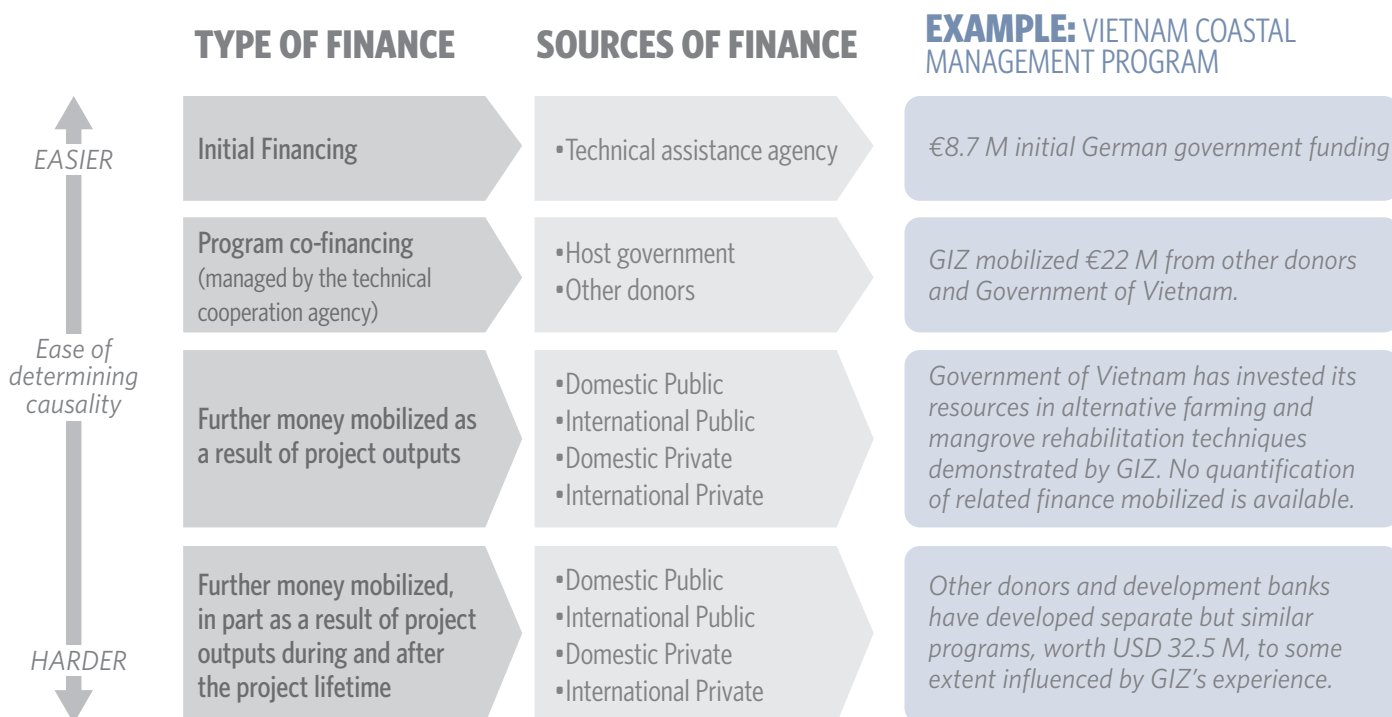 TYPE OF FINANCE
SOURCES OF FINANCE
EXAMPLE: VIETNAM COASTAL
MANAGEMENT PROGRAM
EASIER
Initial Financing
•Technical assistance agency
€8.7 M initial German government funding
Program co-financing
(managed by the technical
cooperation agency)
•Host government
•Other donors
GIZ mobilized €22 M from other donors
and Government of Vietnam.
Ease of
determining
causality
Further money mobilized as
a result of project outputs
•Domestic Public
•International Public
•Domestic Private
•International Private
Government of Vietnam has invested its
resources in alternative farming and
mangrove rehabilitation techniques
demonstrated by GIZ. No quantification
of related finance mobilized is available.
HARDER
Further money mobilized,
in part as a result of project
outputs during and after
the project lifetime
•Domestic Public
•International Public
•Domestic Private
•International Private
Other donors and development banks
have developed separate but similar
programs, worth USD 32.5 M, to some
extent influenced by GIZ's experience.